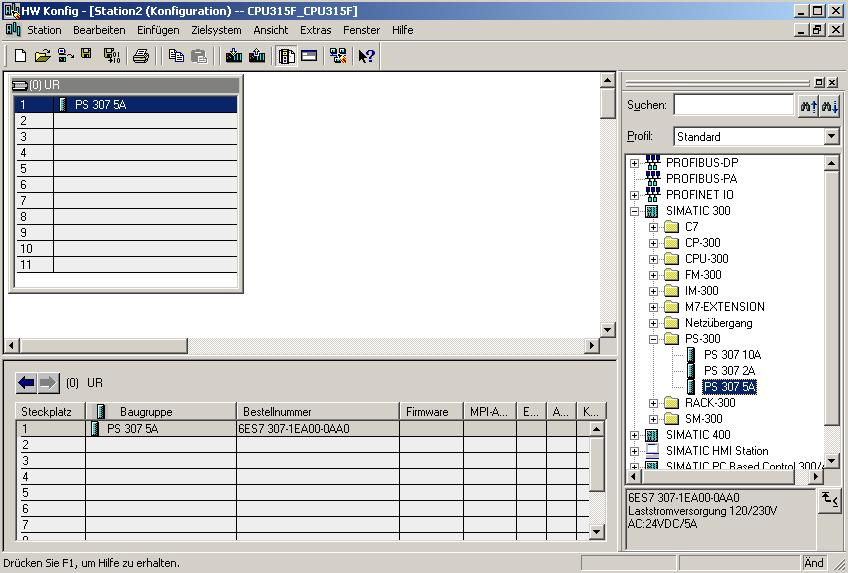 HW Konfig - [Station2 (Konfiguration) -- CPU315F_CPU315F]
Station Bearbeiten Einfügen Zielsystem Ansicht Extras Fenster Hilfe
(0) UR
1 PS 307 5A
2
3
4
5
6
7
8
9
10
11
Suchen:
Profil: Standard
PROFIBUS-DP
PROFIBUS-PA
PROFINET IO
SIMATIC 300
C7
CP-300
CPU-300
FM-300
IM-300
M7-EXTENSION
Netzübergang
PS-300
PS 307 10A
PS 307 2A
PS 307 5A
RACK-300
SM-300
SIMATIC 400
SIMATIC HMI Station
SIMATIC PC Based Control 300/
6ES7 307-1EA00-0AA0
Laststromversorgung 120/230V
AC:24VDC/5A
(0) UR
Steckplatz Baugruppe Bestellnummer Firmware MPI-A... E... A... K...
1 PS 307 5A 6ES7 307-1EA00-0AA0
2
3
4
5
6
7
Drücken Sie F1, um Hilfe zu erhalten.
Änd